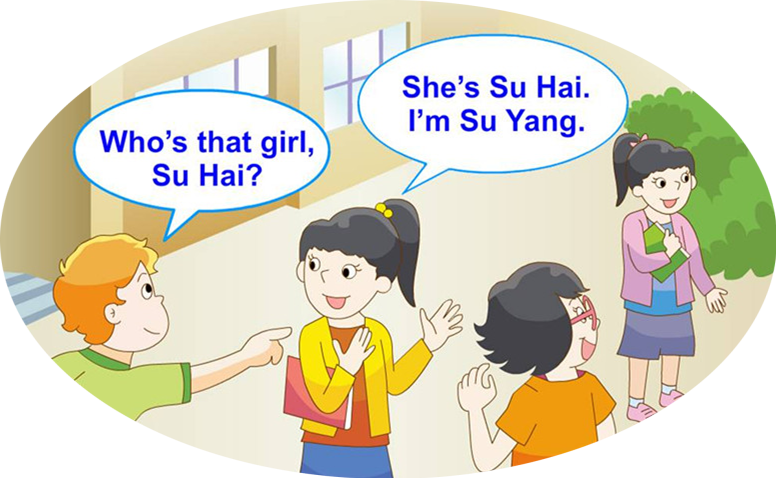 Who's that girl,
Su Hai?
She's Su Hai.
I'm Su Yang.